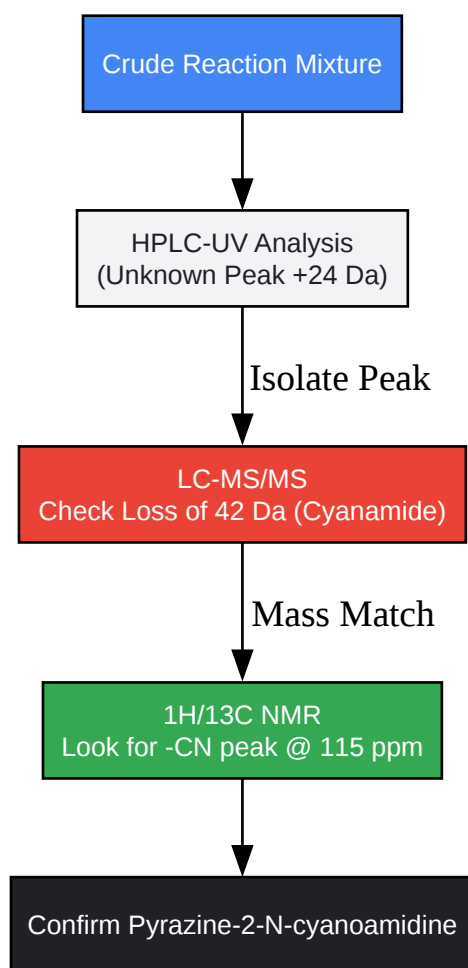 Crude Reaction Mixture
HPLC-UV Analysis
(Unknown Peak +24 Da)
Isolate Peak
LC-MS/MS
Check Loss of 42 Da (Cyanamide)
Mass Match
1H/13C NMR
Look for -CN peak @ 115 ppm
Confirm Pyrazine-2-N-cyanoamidine